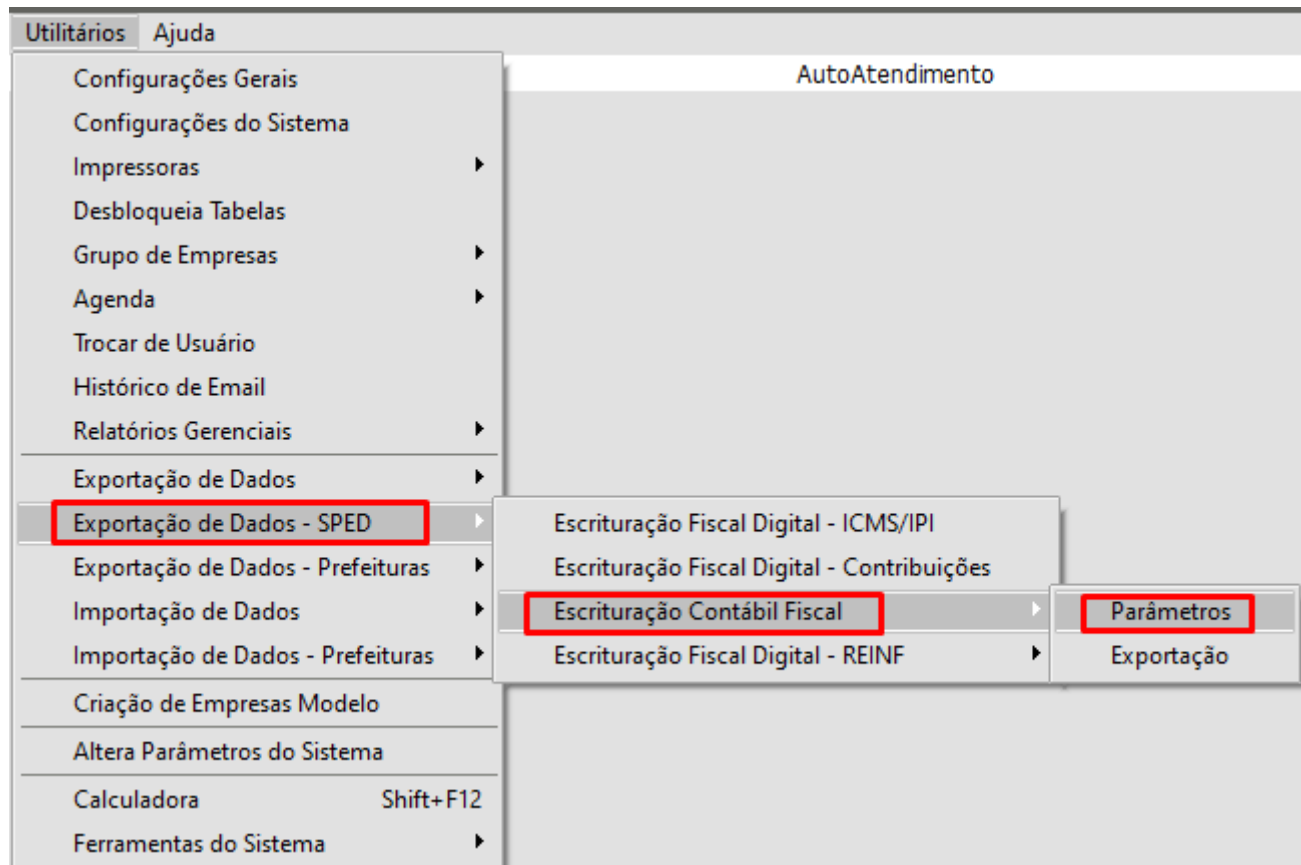 Utilitários Ajuda
AutoAtendimento
Configurações Gerais
Configurações do Sistema
Impressoras
Desbloqueia Tabelas
Grupo de Empresas
Agenda
Trocar de Usuário
Histórico de Email
Relatórios Gerenciais
Exportação de Dados
Exportação de Dados - SPED
Exportação de Dados - Prefeituras
Importação de Dados
Importação de Dados - Prefeituras
Criação de Empresas Modelo
Altera Parâmetros do Sistema
Calculadora Shift+F12
Ferramentas do Sistema
Escrituração Fiscal Digital - ICMS/IPI
Escrituração Fiscal Digital - Contribuições
Escrituração Contábil Fiscal
Escrituração Fiscal Digital - REINF
Parâmetros
Exportação